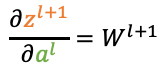 ∂z^{l+1}/∂a^l = W^{l+1}